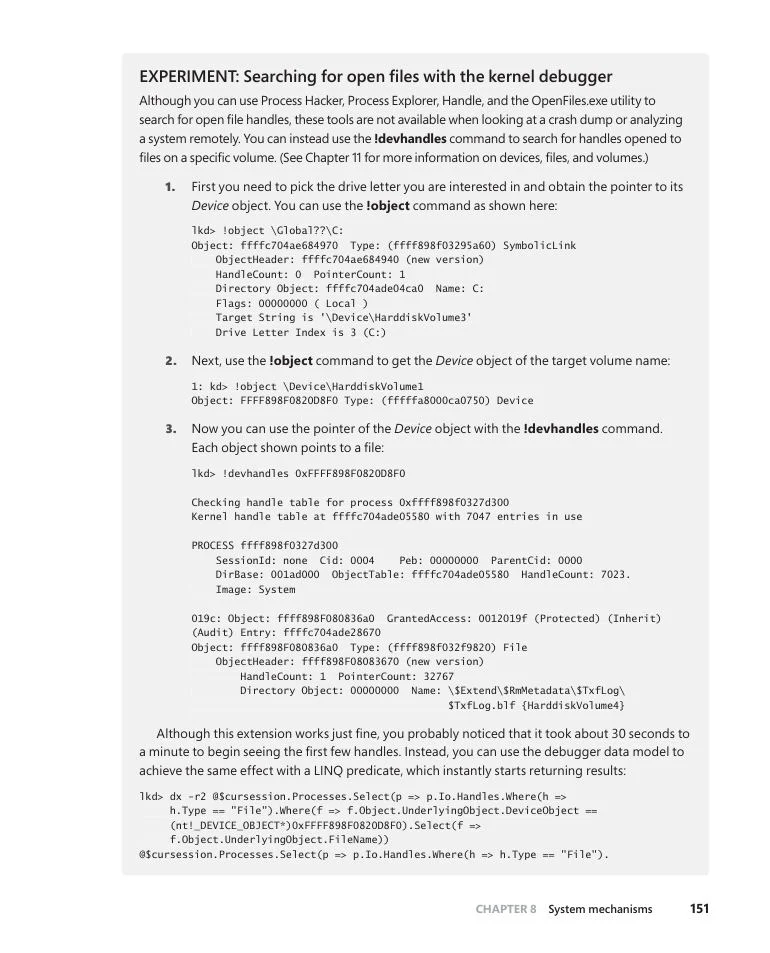 EXPERIMENT: Searching for open files with the kernel debugger
Although you can use Process Hacker, Process Explorer, Handle, and the OpenFiles.exe utility to
search for open file handles, these tools are not available when looking at a crash dump or analyzing
a system remotely. You can instead use the !devhandles command to search for handles opened to
files on a specific volume. (See Chapter 11 for more information on devices, files, and volumes.)
1. First you need to pick the drive letter you are interested in and obtain the pointer to its
Device object. You can use the !object command as shown here:
lkd> !object \Global??\C:
Object: ffffc704ae684970  Type: (ffff898f03295a60) SymbolicLink
    ObjectHeader: ffffc704ae684940 (new version)
    HandleCount: 0  PointerCount: 1
    Directory Object: ffffc704ade04ca0  Name: C:
    Flags: 00000000 ( Local )
    Target String is '\Device\HarddiskVolume3'
    Drive Letter Index is 3 (C:)
2. Next, use the !object command to get the Device object of the target volume name:
1: kd> !object \Device\HarddiskVolume1
Object: FFFF898F0820D8F0 Type: (fffffa8000ca0750) Device
3. Now you can use the pointer of the Device object with the !devhandles command.
Each object shown points to a file:
lkd> !devhandles 0xFFFF898F0820D8F0
Checking handle table for process 0xffff898f0327d300
Kernel handle table at ffffc704ade05580 with 7047 entries in use
PROCESS ffff898f0327d300
    SessionId: none  Cid: 0004    Peb: 00000000  ParentCid: 0000
    DirBase: 001ad000  ObjectTable: ffffc704ade05580  HandleCount: 7023.
    Image: System
019c: Object: ffff898F080836a0  GrantedAccess: 0012019f (Protected) (Inherit)
(Audit) Entry: ffffc704ade28670
Object: ffff898F080836a0  Type: (ffff898f032f9820) File
    ObjectHeader: ffff898F08083670 (new version)
        HandleCount: 1  PointerCount: 32767
        Directory Object: 00000000  Name: \$Extend\$RmMetadata\$TxfLog\
                                          $TxfLog.blf {HarddiskVolume4}
Although this extension works just fine, you probably noticed that it took about 30 seconds to
a minute to begin seeing the first few handles. Instead, you can use the debugger data model to
achieve the same effect with a LINQ predicate, which instantly starts returning results:
lkd> dx -r2 @$cursession.Processes.Select(p => p.Io.Handles.Where(h =>
     h.Type == "File").Where(f => f.Object.UnderlyingObject.DeviceObject ==
     (nt!_DEVICE_OBJECT*)0xFFFF898F0820D8F0).Select(f =>
     f.Object.UnderlyingObject.FileName))
@$cursession.Processes.Select(p => p.Io.Handles.Where(h => h.Type == "File").
CHAPTER 8 System mechanisms 151